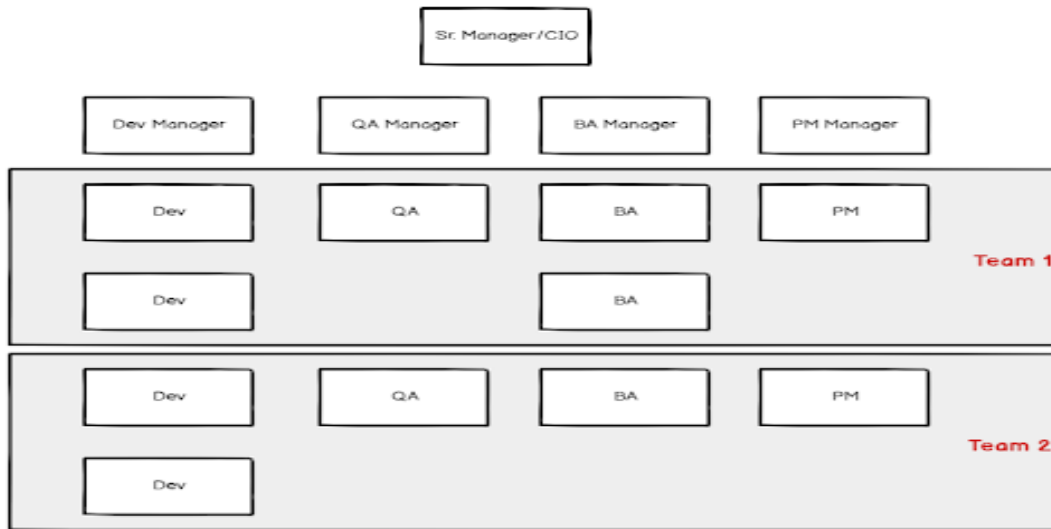 Sr. Manager/CIO
Dev Manager
QA Manager
BA Manager
PM Manager
Dev
QA
BA
PM
Team 1
Dev
BA
Dev
QA
BA
PM
Team 2
Dev